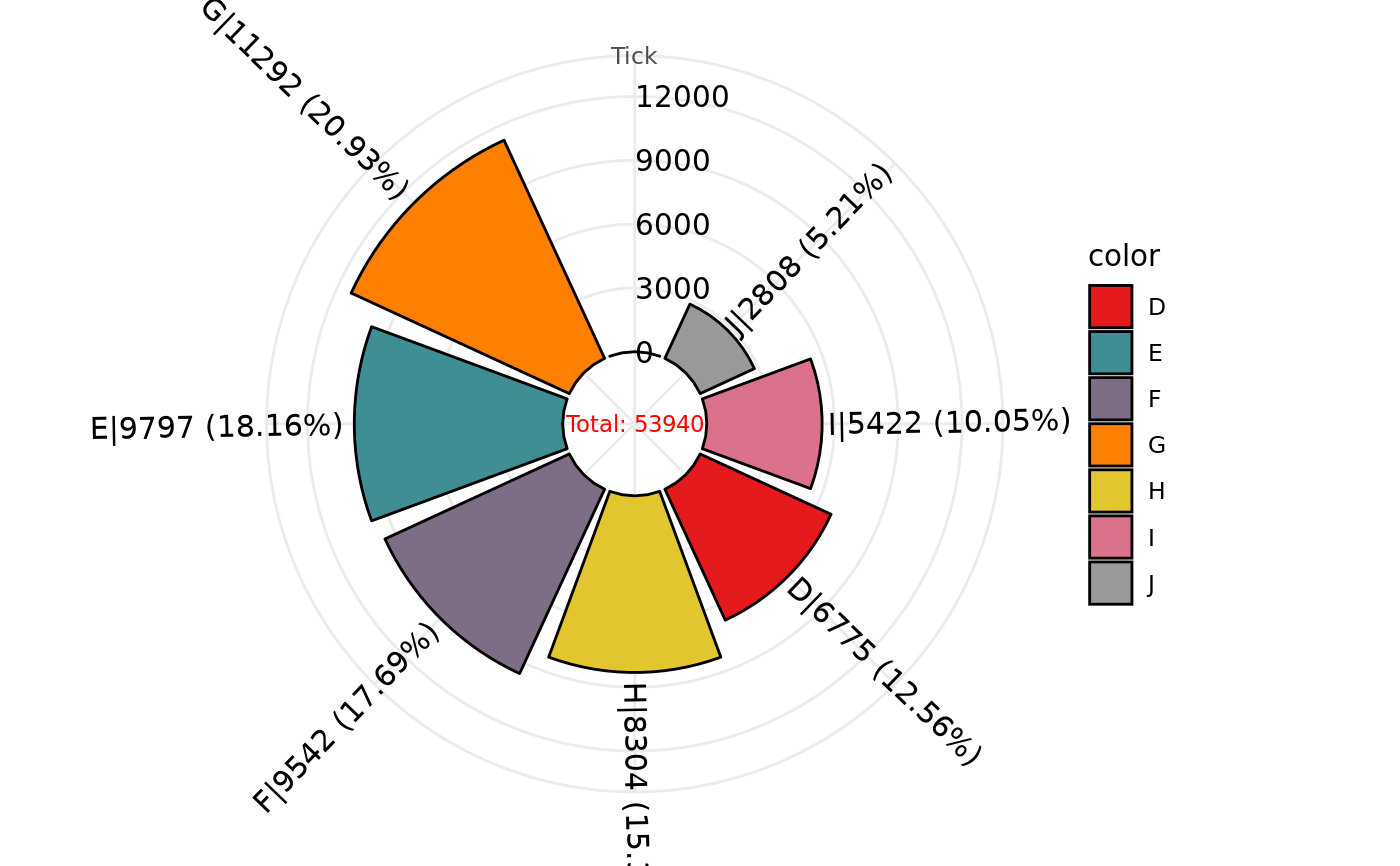 G|11292 (20.93%)
Tick
12000
9000
6000
3000
0
J|2808 (5.21%)
E|9797 (18.16%)
Total: 53940
I|5422 (10.05%)
D|6775 (12.56%)
F|9542 (17.69%)
H|8304 (15.
color
D
E
F
G
H
I
J